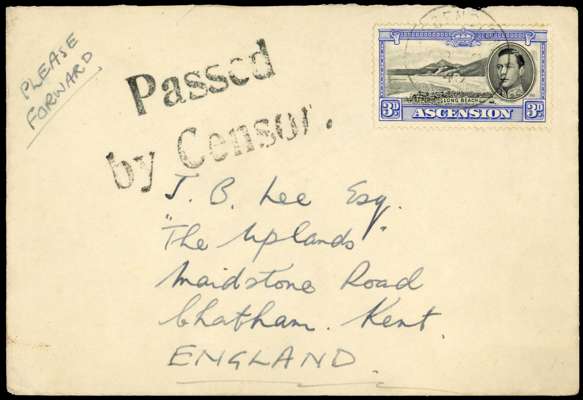 PLEASE
FORWARD
Passed
by Censor.
LONG BEACH
3D ASCENSION 3D
J. B. Lee Esq.
"The Uplands"
Maidstone Road
Chatham. Kent.
ENGLAND.